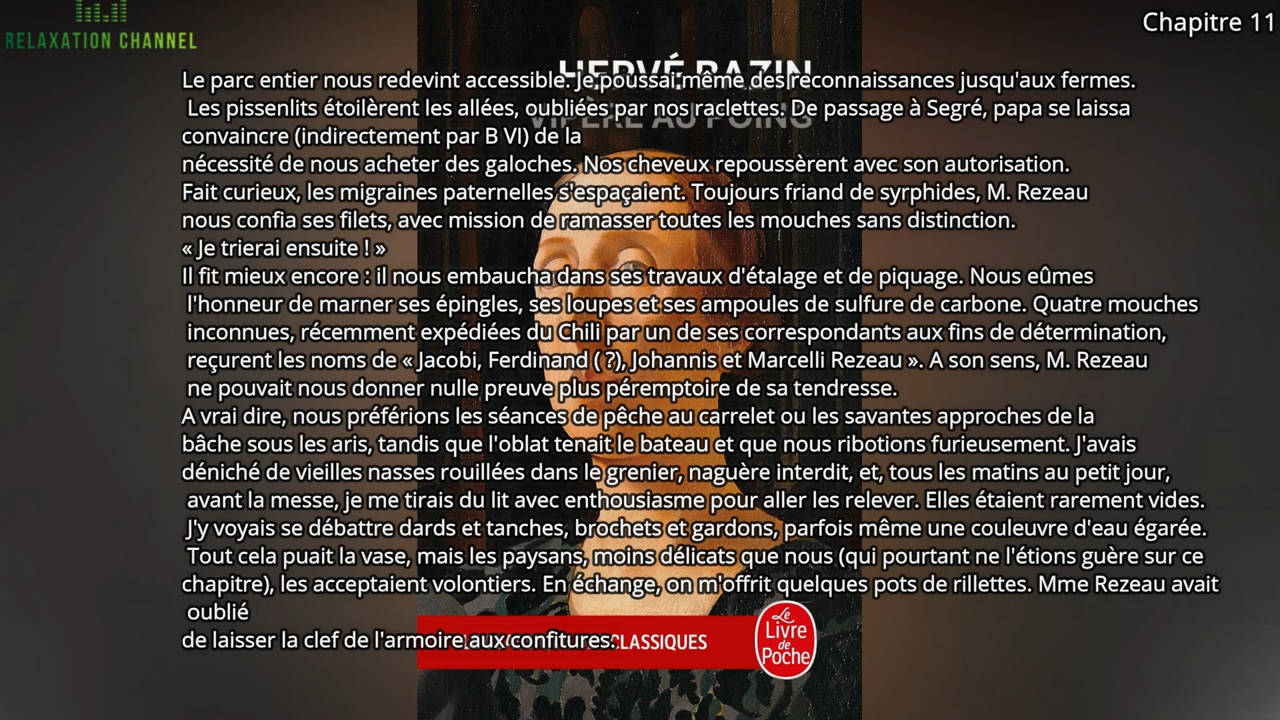 RELAXATION CHANNEL
Chapitre 11
HERVÉ BAZIN
VIPÈRE AU POING
Le parc entier nous redevint accessible. Je poussai même des reconnaissances jusqu'aux fermes.
Les pissenlits étoilèrent les allées, oubliées par nos raclettes. De passage à Segré, papa se laissa
convaincre (indirectement par B VI) de la
nécessité de nous acheter des galoches. Nos cheveux repoussèrent avec son autorisation.
Fait curieux, les migraines paternelles s'espaçaient. Toujours friand de syrphides, M. Rezeau
nous confia ses filets, avec mission de ramasser toutes les mouches sans distinction.
« Je trierai ensuite ! »
Il fit mieux encore : il nous embaucha dans ses travaux d'étalage et de piquage. Nous eûmes
l'honneur de marner ses épingles, ses loupes et ses ampoules de sulfure de carbone. Quatre mouches
inconnues, récemment expédiées du Chili par un de ses correspondants aux fins de détermination,
reçurent les noms de « Jacobi, Ferdinand ( ?), Johannis et Marcelli Rezeau ». A son sens, M. Rezeau
ne pouvait nous donner nulle preuve plus péremptoire de sa tendresse.
A vrai dire, nous préférions les séances de pêche au carrelet ou les savantes approches de la
bâche sous les aris, tandis que l'oblat tenait le bateau et que nous ribotions furieusement. J'avais
déniché de vieilles nasses rouillées dans le grenier, naguère interdit, et, tous les matins au petit jour,
avant la messe, je me tirais du lit avec enthousiasme pour aller les relever. Elles étaient rarement vides.
J'y voyais se débattre dards et tanches, brochets et gardons, parfois même une couleuvre d'eau égarée.
Tout cela puait la vase, mais les paysans, moins délicats que nous (qui pourtant ne l'étions guère sur ce
chapitre), les acceptaient volontiers. En échange, on m'offrit quelques pots de rillettes. Mme Rezeau avait
oublié
de laisser la clef de l'armoire aux confitures.
CLASSIQUES
Le
Livre
de
Poche